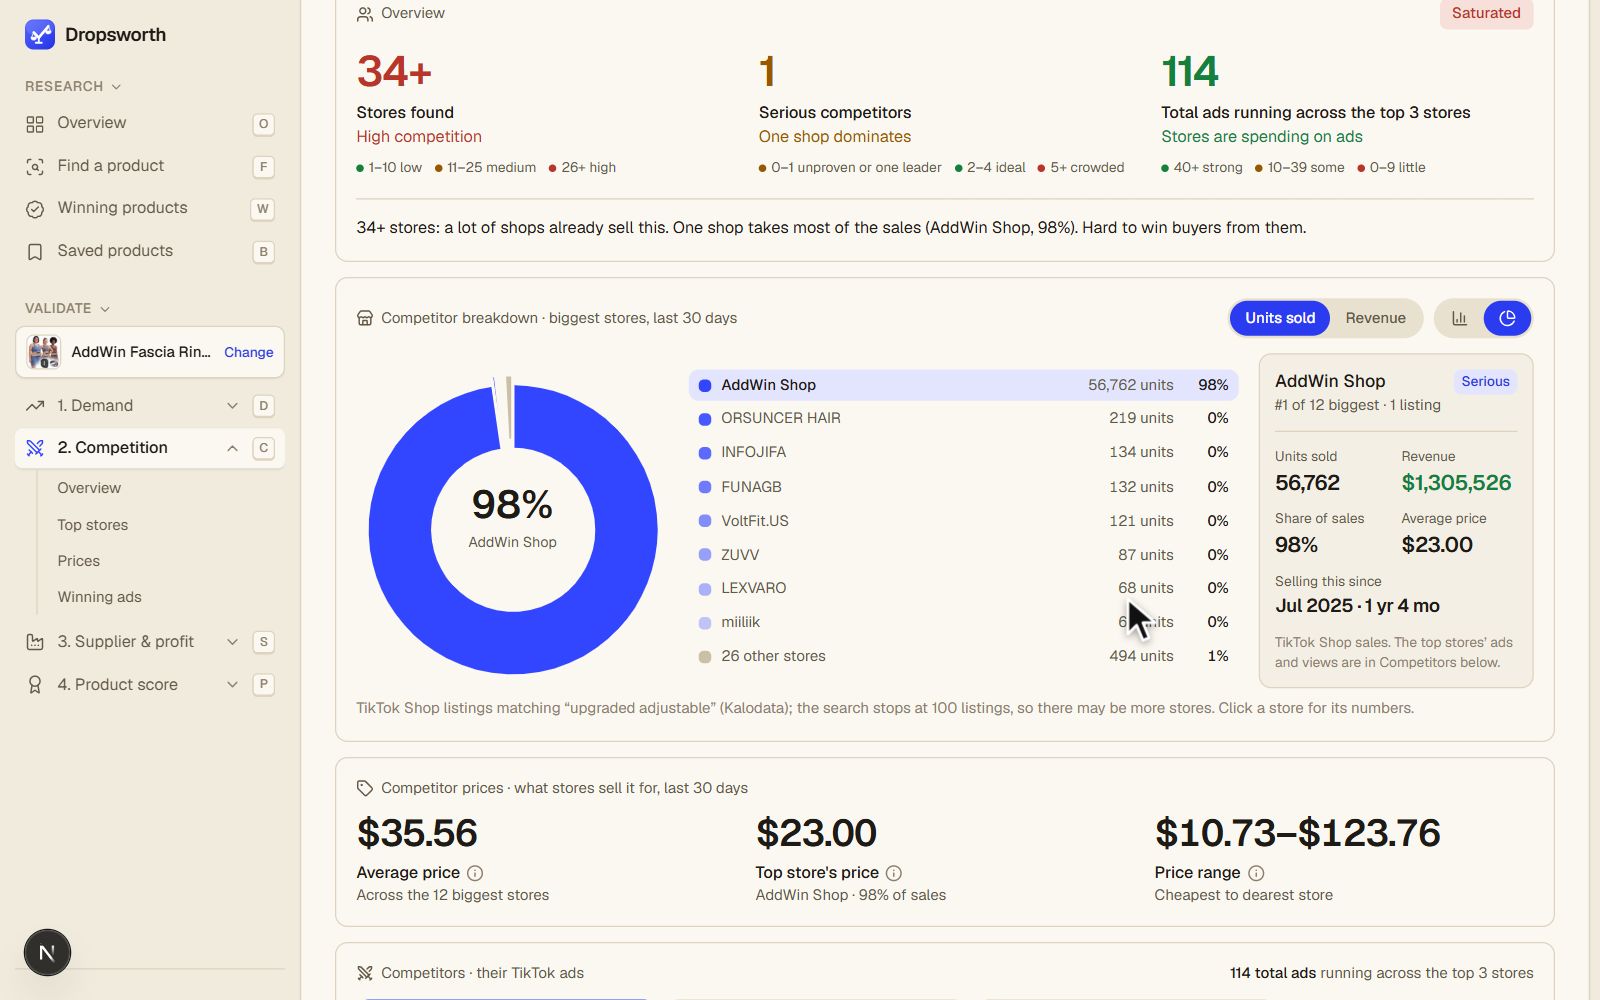 Dropsworth
RESEARCH
Overview O
Find a product F
Winning products W
Saved products B
VALIDATE
AddWin Fascia Rin... Change
1. Demand D
2. Competition C
Overview
Top stores
Prices
Winning ads
3. Supplier & profit S
4. Product score P
N
Overview
Saturated
34+
Stores found
High competition
1–10 low 11–25 medium 26+ high
1
Serious competitors
One shop dominates
0–1 unproven or one leader 2–4 ideal 5+ crowded
114
Total ads running across the top 3 stores
Stores are spending on ads
40+ strong 10–39 some 0–9 little
34+ stores: a lot of shops already sell this. One shop takes most of the sales (AddWin Shop, 98%). Hard to win buyers from them.
Competitor breakdown · biggest stores, last 30 days
Units sold Revenue
98%
AddWin Shop
AddWin Shop 56,762 units 98%
ORSUNCER HAIR 219 units 0%
INFOJIFA 134 units 0%
FUNAGB 132 units 0%
VoltFit.US 121 units 0%
ZUVV 87 units 0%
LEXVARO 68 units 0%
miiliik 0%
26 other stores 494 units 1%
AddWin Shop Serious
#1 of 12 biggest · 1 listing
Units sold Revenue
56,762 $1,305,526
Share of sales Average price
98% $23.00
Selling this since
Jul 2025 · 1 yr 4 mo
TikTok Shop sales. The top stores’ ads
and views are in Competitors below.
TikTok Shop listings matching “upgraded adjustable” (Kalodata); the search stops at 100 listings, so there may be more stores. Click a store for its numbers.
Competitor prices · what stores sell it for, last 30 days
$35.56
Average price
Across the 12 biggest stores
$23.00
Top store's price
AddWin Shop · 98% of sales
$10.73–$123.76
Price range
Cheapest to dearest store
Competitors · their TikTok ads
114 total ads running across the top 3 stores